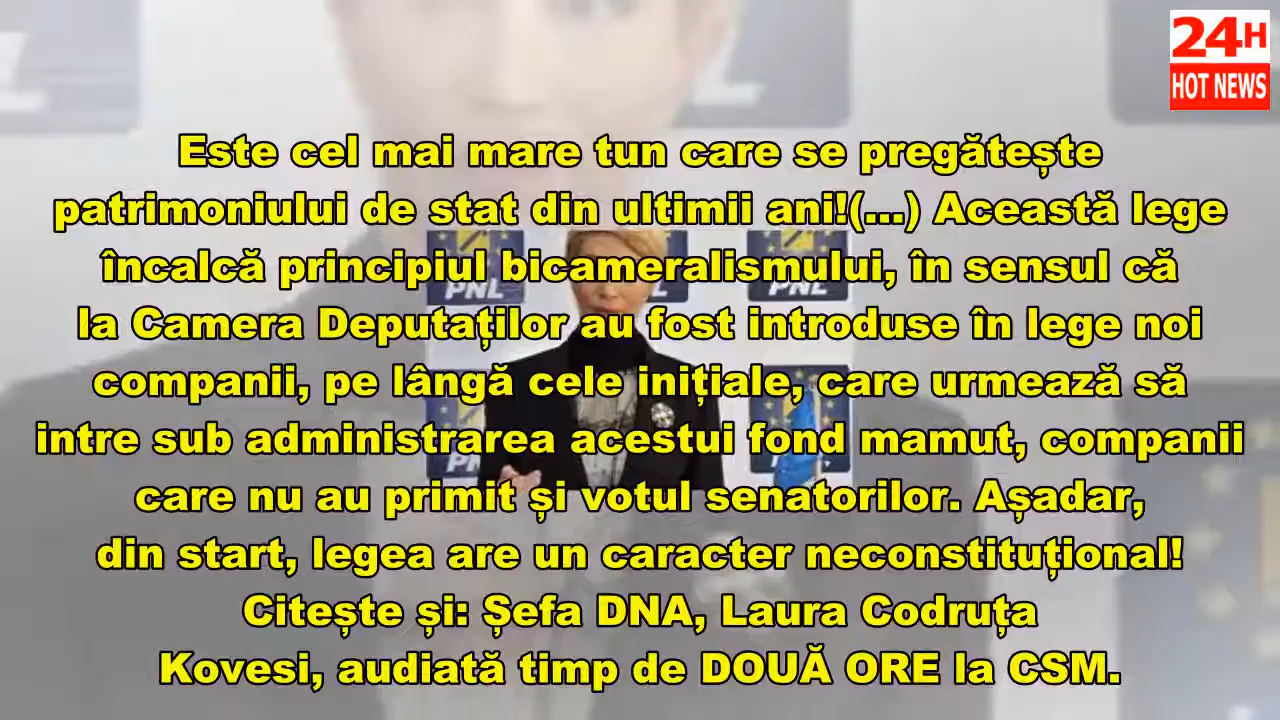 24H
HOT NEWS
Este cel mai mare tun care se pregătește
patrimoniului de stat din ultimii ani!(...) Această lege
încalcă principiul bicameralismului, în sensul că
la Camera Deputaților au fost introduse în lege noi
companii, pe lângă cele inițiale, care urmează să
intre sub administrarea acestui fond mamut, companii
care nu au primit și votul senatorilor. Așadar,
din start, legea are un caracter neconstituțional!
Citește și: Șefa DNA, Laura Codruța
Kovesi, audiată timp de DOUĂ ORE la CSM.
PNL
PNL
PNL